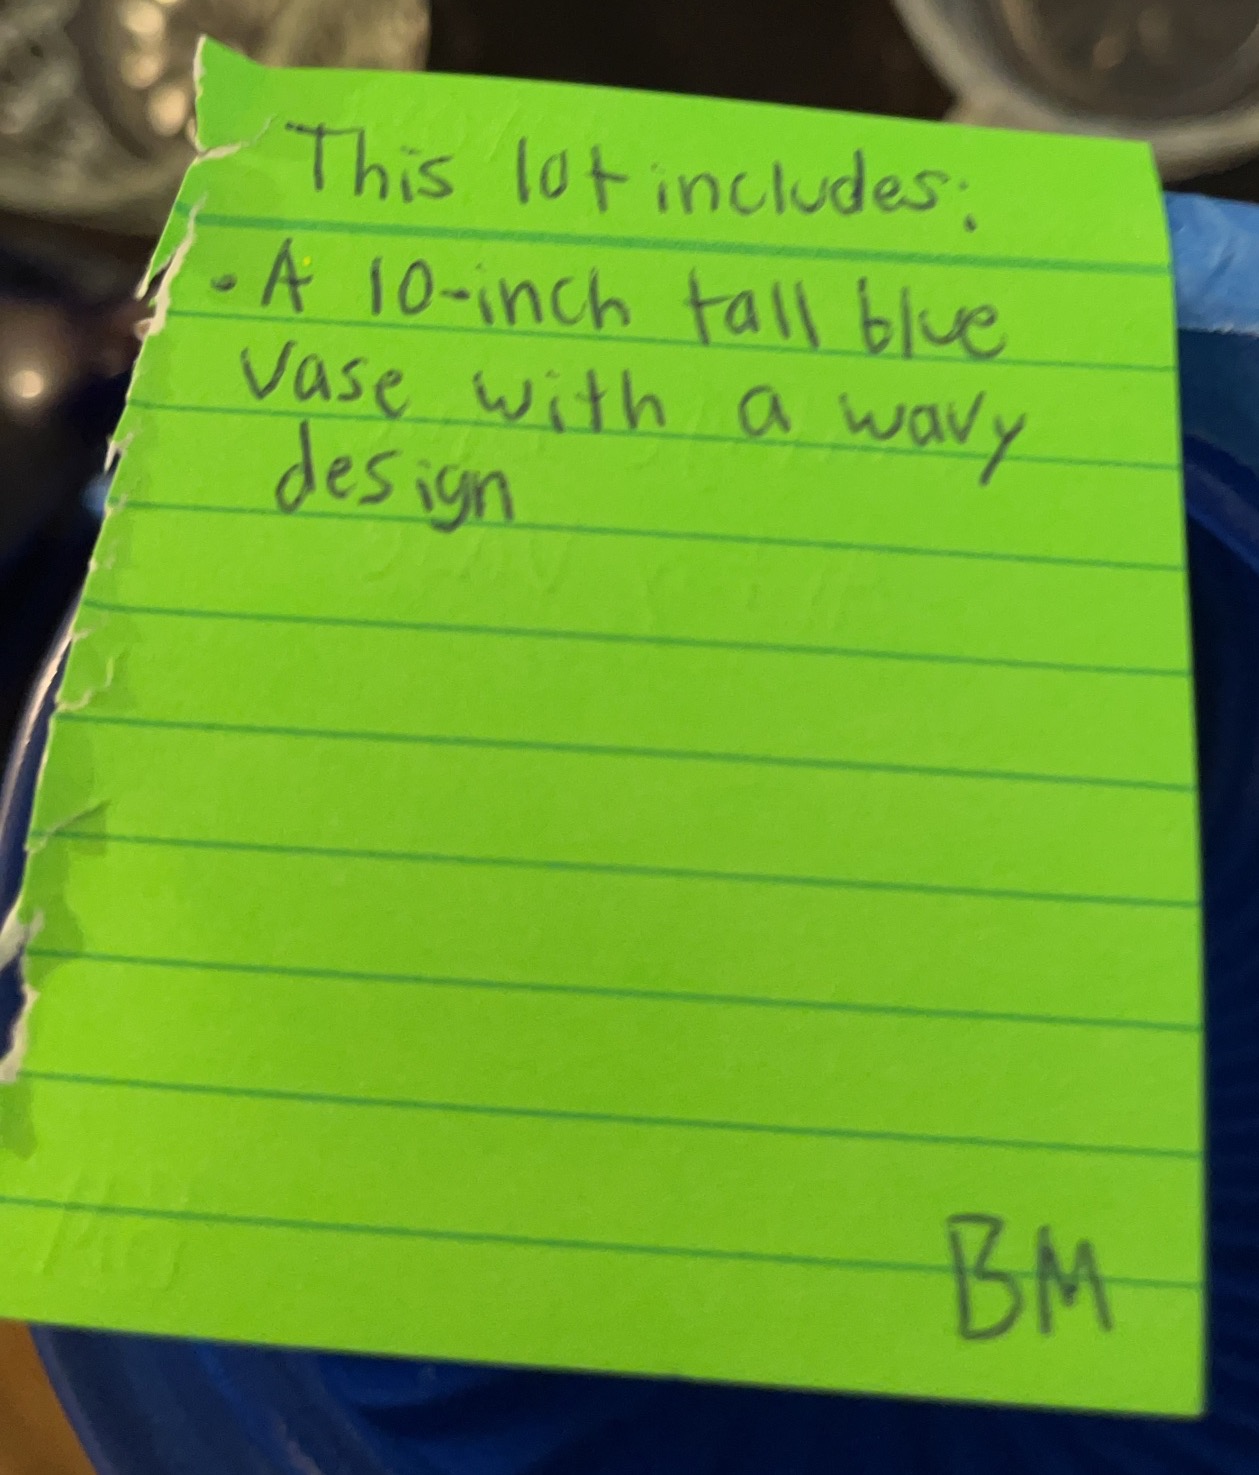 This lot includes:
• A 10-inch tall blue
vase with a wavy
design
BM